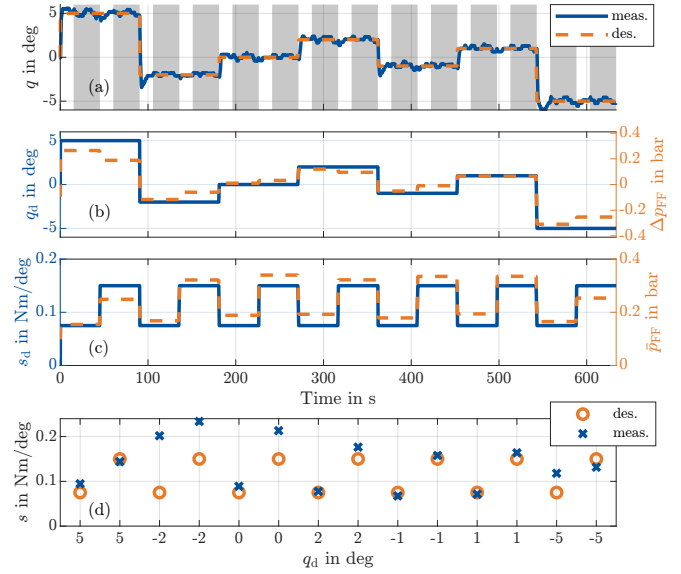 5
0
-5
q in deg
(a)
meas.
des.
5
0
-5
q_d in deg
(b)
0.4
0.2
0
-0.2
-0.4
Δp_FF in bar
0.2
0.1
0
s_d in Nm/deg
(c)
0.4
0.2
0
p̄_FF in bar
0 100 200 300 400 500 600
Time in s
des.
meas.
0.2
0.1
0
s in Nm/deg
(d)
5 5 -2 -2 0 0 2 2 -1 -1 1 1 -5 -5
q_d in deg